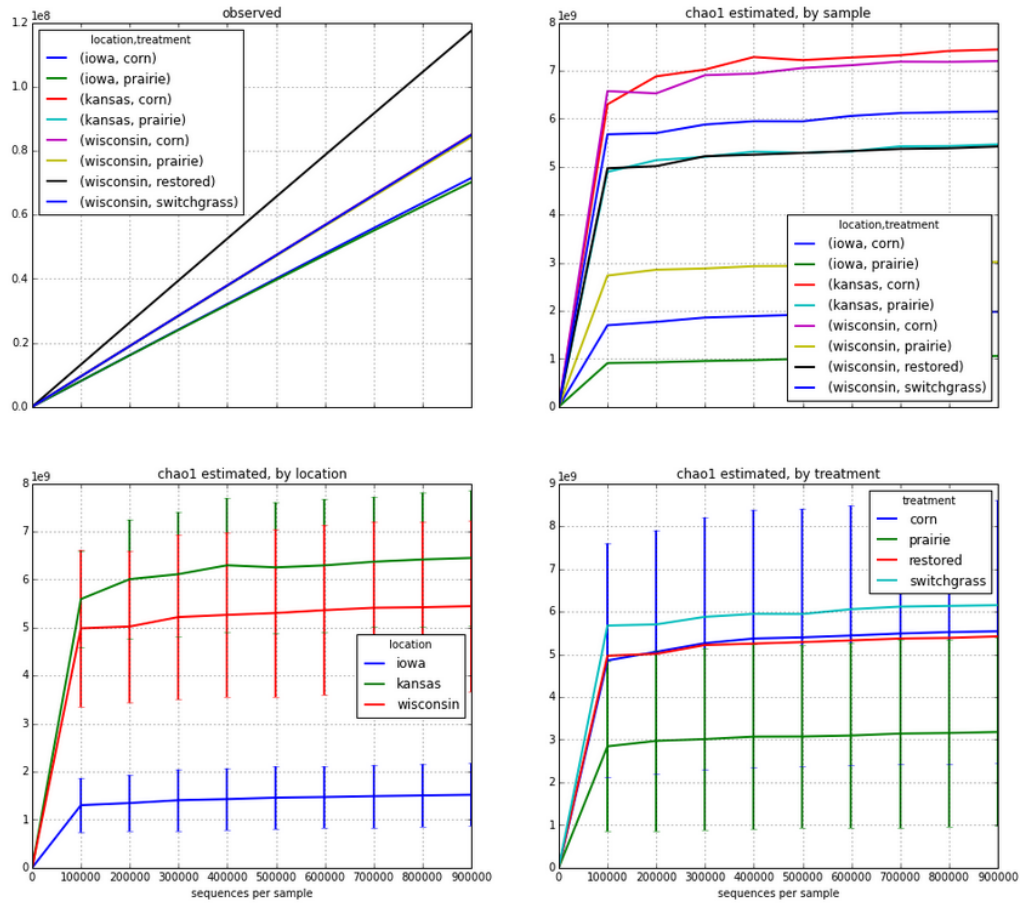 observed
1e8
1.2
1.0
0.8
0.6
0.4
0.2
0.0
location,treatment
(iowa, corn)
(iowa, prairie)
(kansas, corn)
(kansas, prairie)
(wisconsin, corn)
(wisconsin, prairie)
(wisconsin, restored)
(wisconsin, switchgrass)
chao1 estimated, by sample
1e9
8
7
6
5
4
3
2
1
0
location,treatment
(iowa, corn)
(iowa, prairie)
(kansas, corn)
(kansas, prairie)
(wisconsin, corn)
(wisconsin, prairie)
(wisconsin, restored)
(wisconsin, switchgrass)
chao1 estimated, by location
1e9
8
7
6
5
4
3
2
1
0
location
iowa
kansas
wisconsin
0 100000 200000 300000 400000 500000 600000 700000 800000 900000
sequences per sample
chao1 estimated, by treatment
1e9
9
8
7
6
5
4
3
2
1
0
treatment
corn
prairie
restored
switchgrass
0 100000 200000 300000 400000 500000 600000 700000 800000 900000
sequences per sample